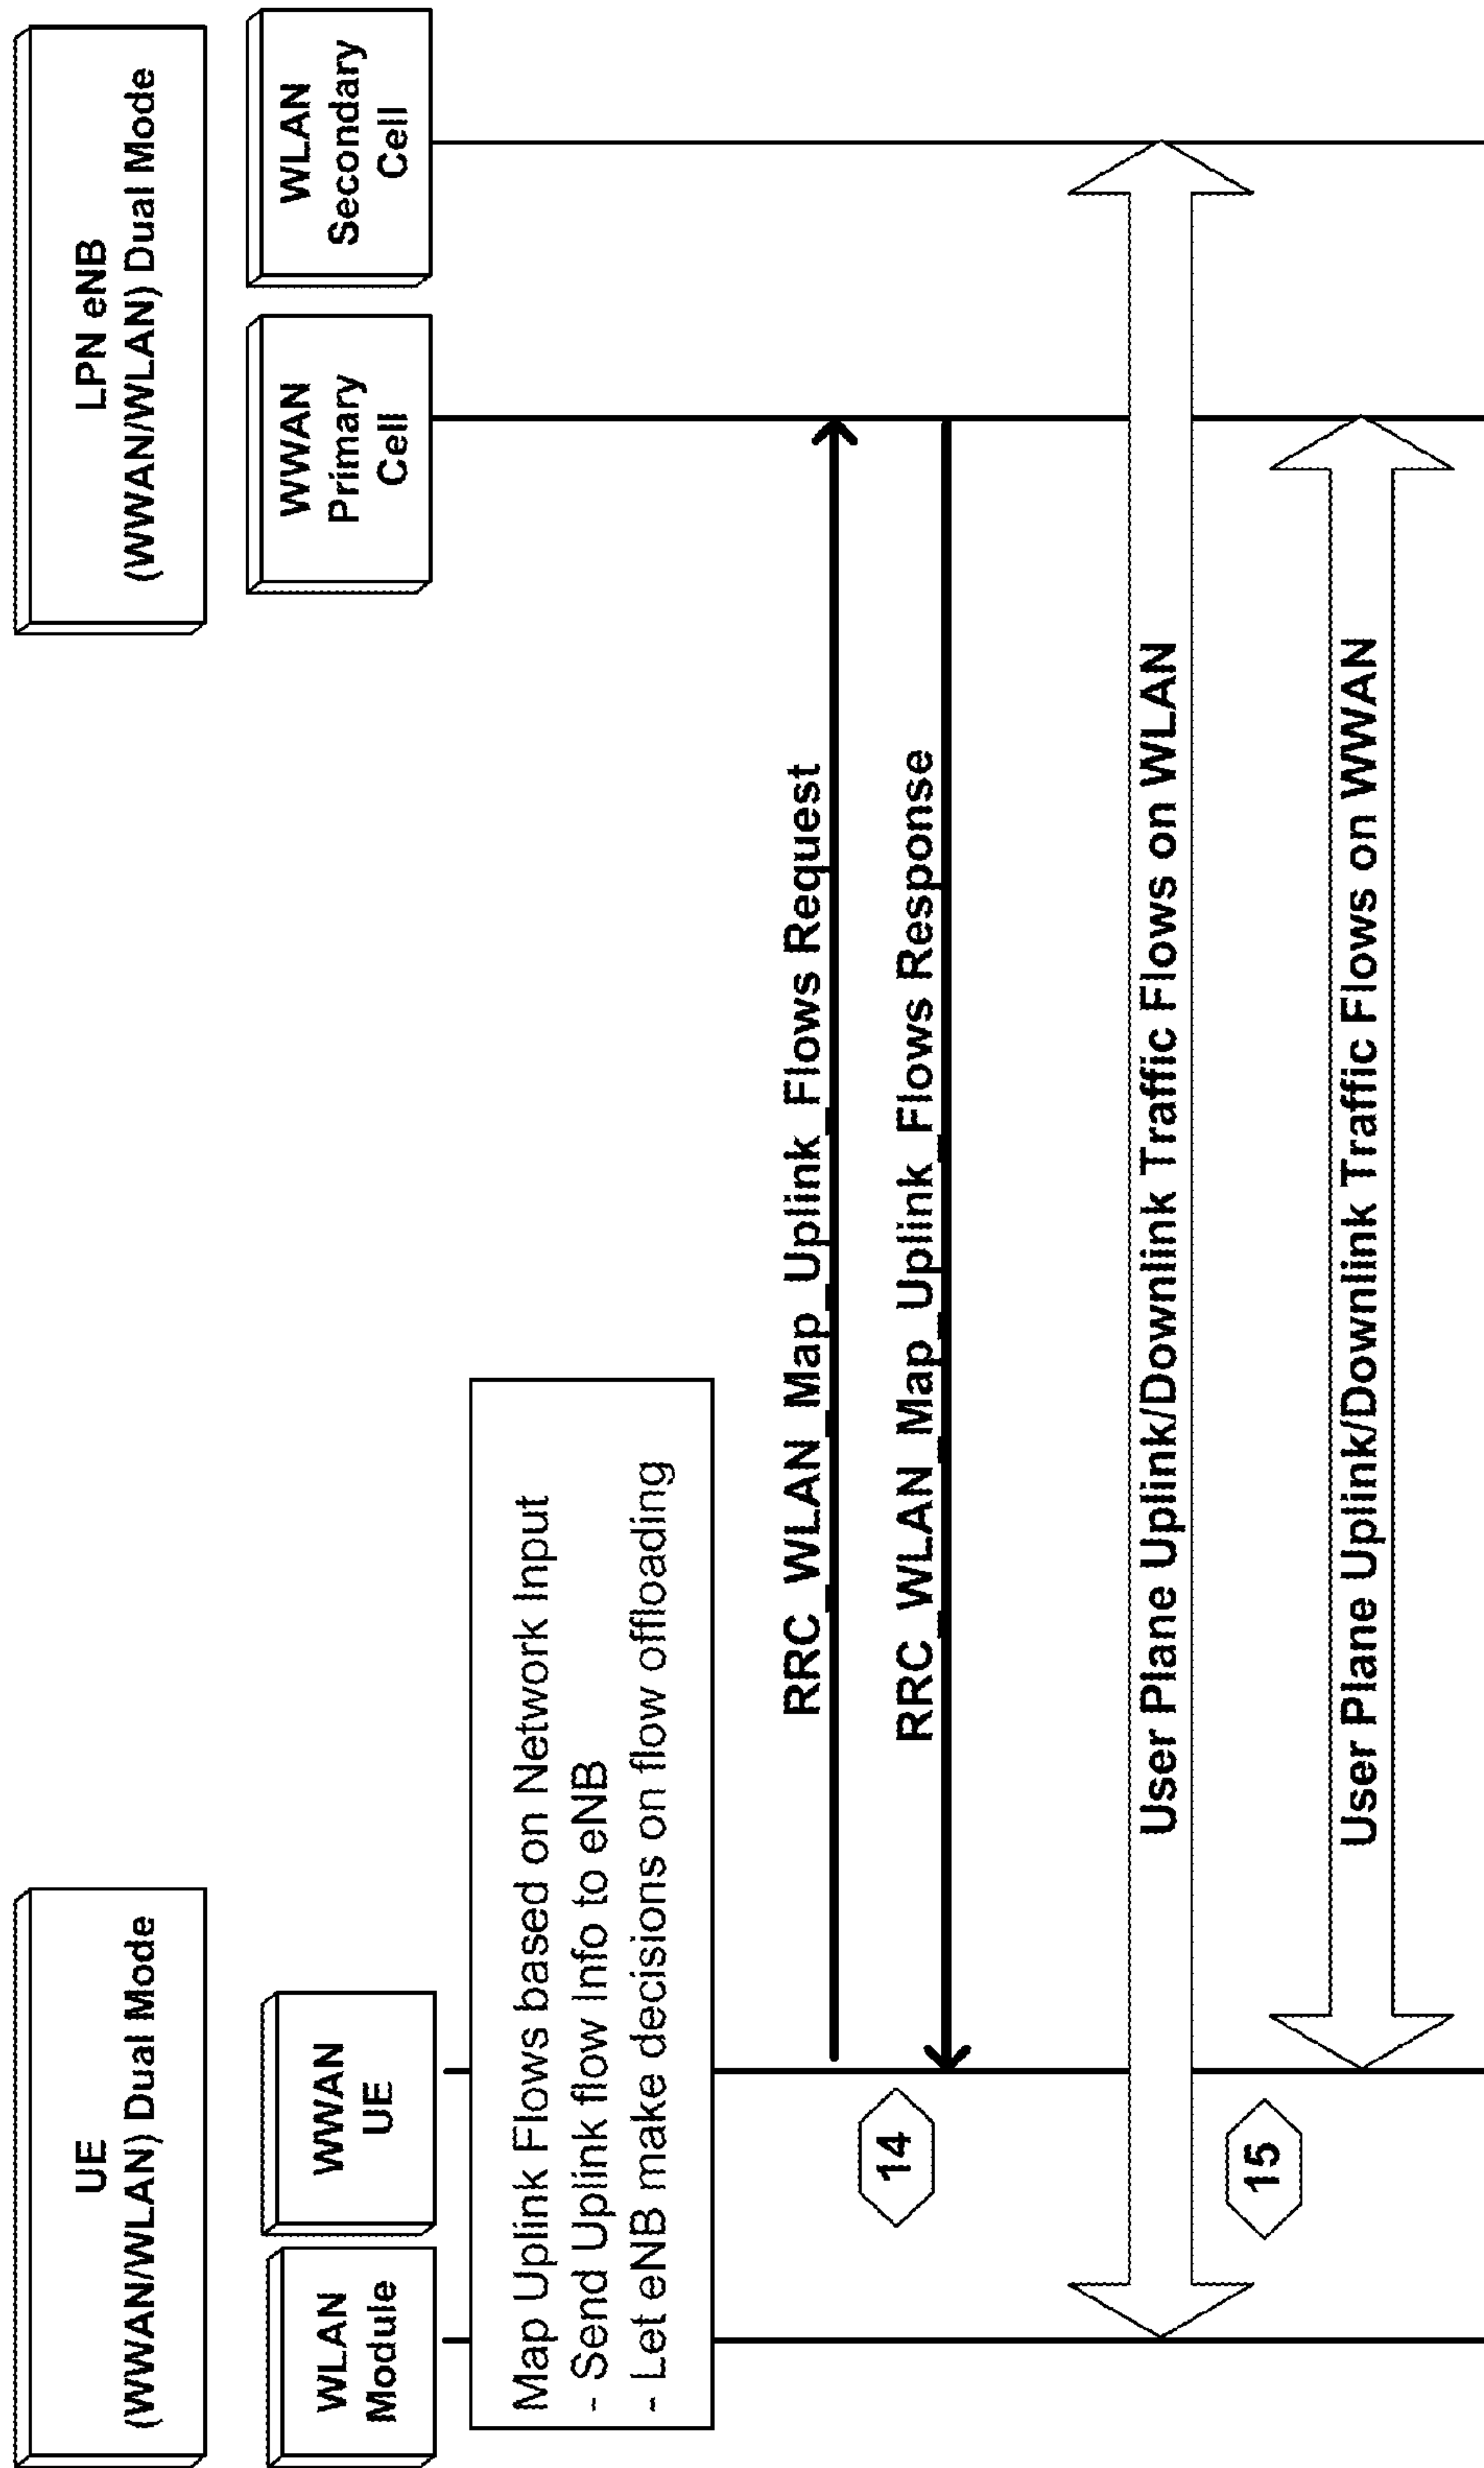 UE
(WWAN/WLAN) Dual Mode
LPN eNB
(WWAN/WLAN) Dual Mode
WLAN
Module
WWAN
UE
WWAN
Primary
Cell
WLAN
Secondary
Cell
Map Uplink Flows based on Network Input
- Send Uplink flow Info to eNB
- Let eNB make decisions on flow offloading
RRC_WLAN_Map_Uplink_Flows Request
14
RRC_WLAN_Map_Uplink_Flows Response
User Plane Uplink/Downlink Traffic Flows on WLAN
15
User Plane Uplink/Downlink Traffic Flows on WWAN